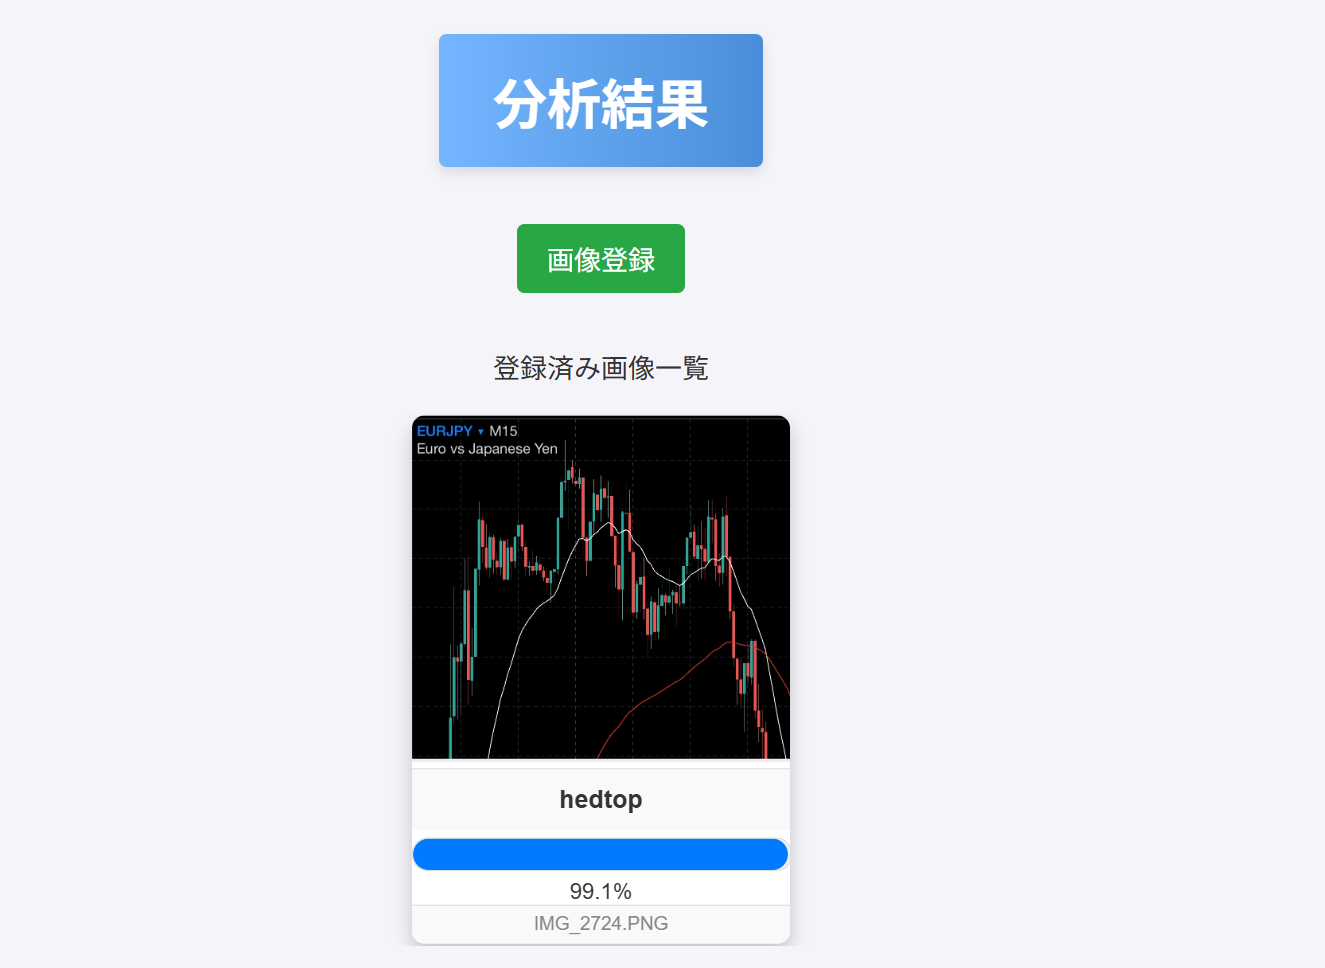 分析結果
画像登録
登録済み画像一覧
EURJPY ▾ M15
Euro vs Japanese Yen
hedtop
99.1%
IMG_2724.PNG